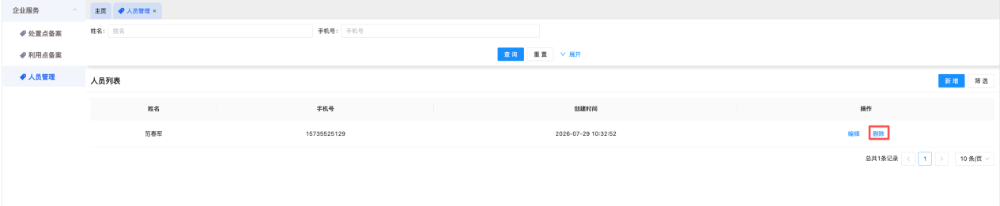 企业服务
主页
人员管理 ×
处置点备案
利用点备案
人员管理
姓名: 姓名
手机号: 手机号
查 询
重 置
展开
人员列表
新 增
筛 选
姓名
手机号
创建时间
操作
范春军
15735525129
2026-07-29 10:32:52
编辑
删除
总共1条记录
1
10 条/页